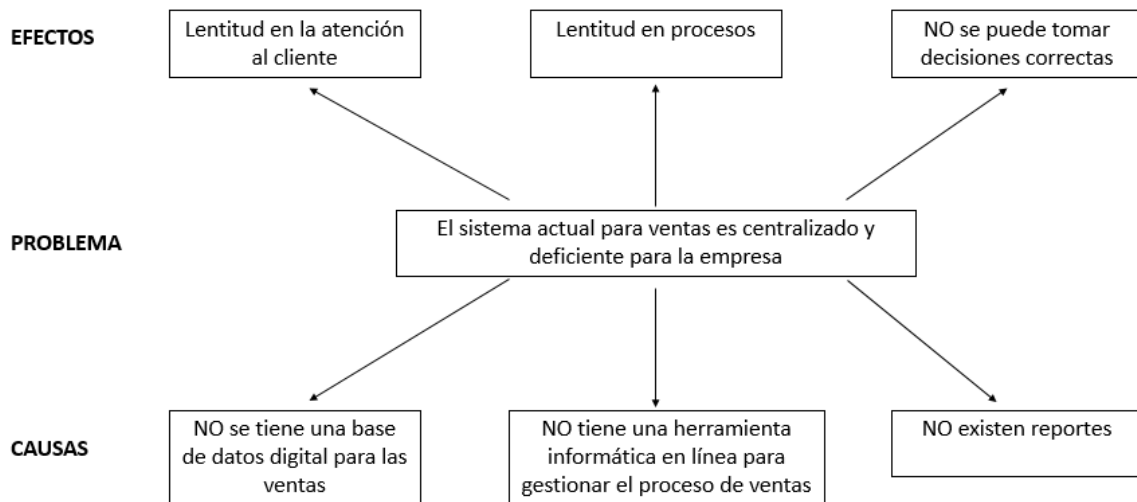 EFECTOS
Lentitud en la atención
al cliente
Lentitud en procesos
NO se puede tomar
decisiones correctas
PROBLEMA
El sistema actual para ventas es centralizado y
deficiente para la empresa
CAUSAS
NO se tiene una base
de datos digital para las
ventas
NO tiene una herramienta
informática en línea para
gestionar el proceso de ventas
NO existen reportes